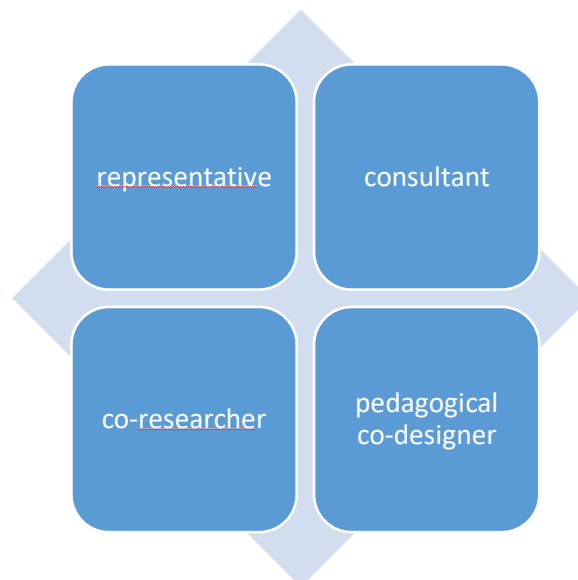 representative
consultant
co-researcher
pedagogical
co-designer